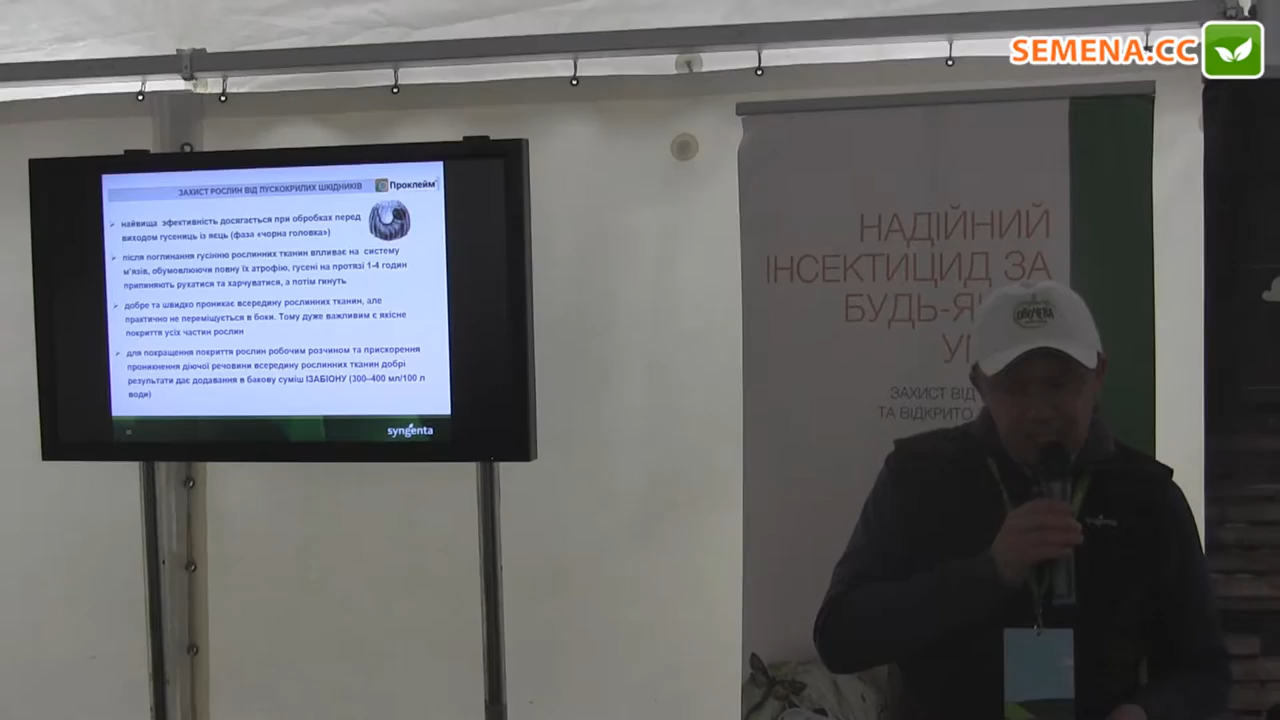 SEMENA.CC
ЗАХИСТ РОСЛИН ВІД ЛУСКОКРИЛИХ ШКІДНИКІВ
Проклейм
найвища ефективність досягається при обробках перед
виходом гусениць із яєць (фаза «чорна головка»)
після поглинання гусінню рослинних тканин впливає на систему
м'язів, обумовлюючи повну їх атрофію, гусені на протязі 1-4 годин
припиняють рухатися та харчуватися, а потім гинуть
добре та швидко проникає всередину рослинних тканин, але
практично не переміщується в боки. Тому дуже важливим є якісне
покриття усіх частин рослин
для покращення покриття рослин робочим розчином та прискорення
проникнення діючої речовини всередину рослинних тканин добрі
результати дає додавання в бакову суміш ІЗАБІОНУ (300–400 мл/100 л
води)
syngenta
НАДІЙНИЙ
ІНСЕКТИЦИД ЗА
БУДЬ-Я
У
ЗАХИСТ ВІД
ТА ВІДКРИТО
syngenta